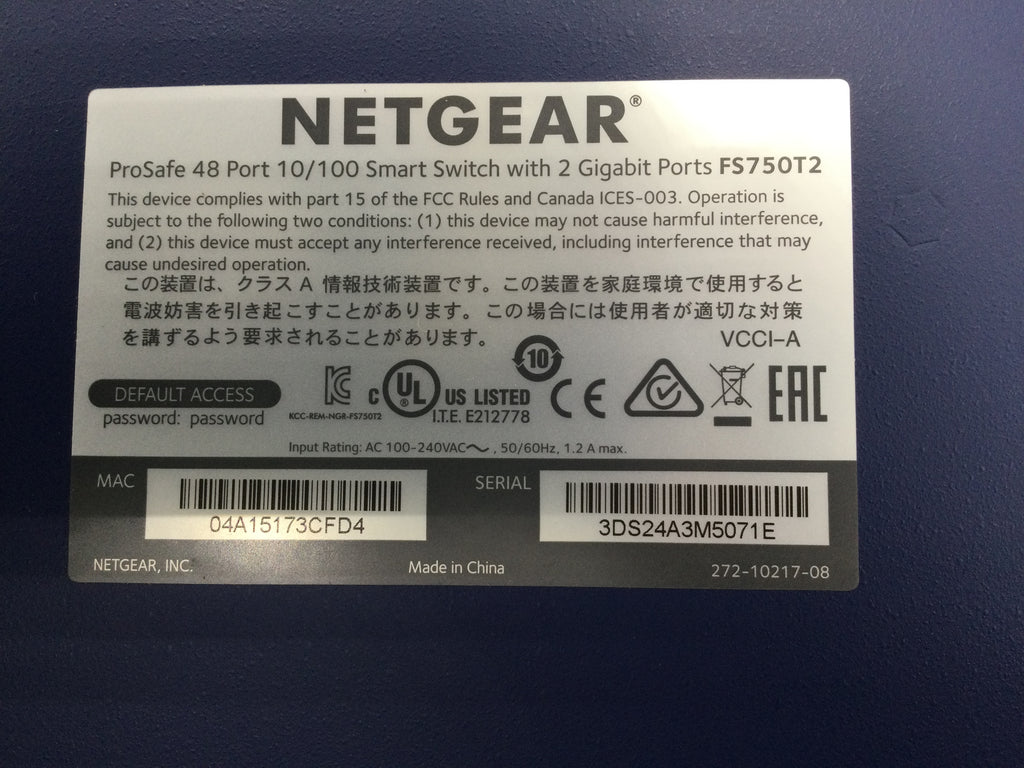 NETGEAR®
ProSafe 48 Port 10/100 Smart Switch with 2 Gigabit Ports FS750T2
This device complies with part 15 of the FCC Rules and Canada ICES-003. Operation is
subject to the following two conditions: (1) this device may not cause harmful interference,
and (2) this device must accept any interference received, including interference that may
cause undesired operation.
この装置は、クラス A 情報技術装置です。この装置を家庭環境で使用すると
電波妨害を引き起こすことがあります。この場合には使用者が適切な対策
を講ずるよう要求されることがあります。
VCCI-A
DEFAULT ACCESS
password: password
KC
KCC-REM-NGR-FS750T2
C UL® US LISTED
I.T.E. E212778
10
CE
EAC
Input Rating: AC 100-240VAC～, 50/60Hz, 1.2 A max.
MAC
04A15173CFD4
SERIAL
3DS24A3M5071E
NETGEAR, INC.
Made in China
272-10217-08